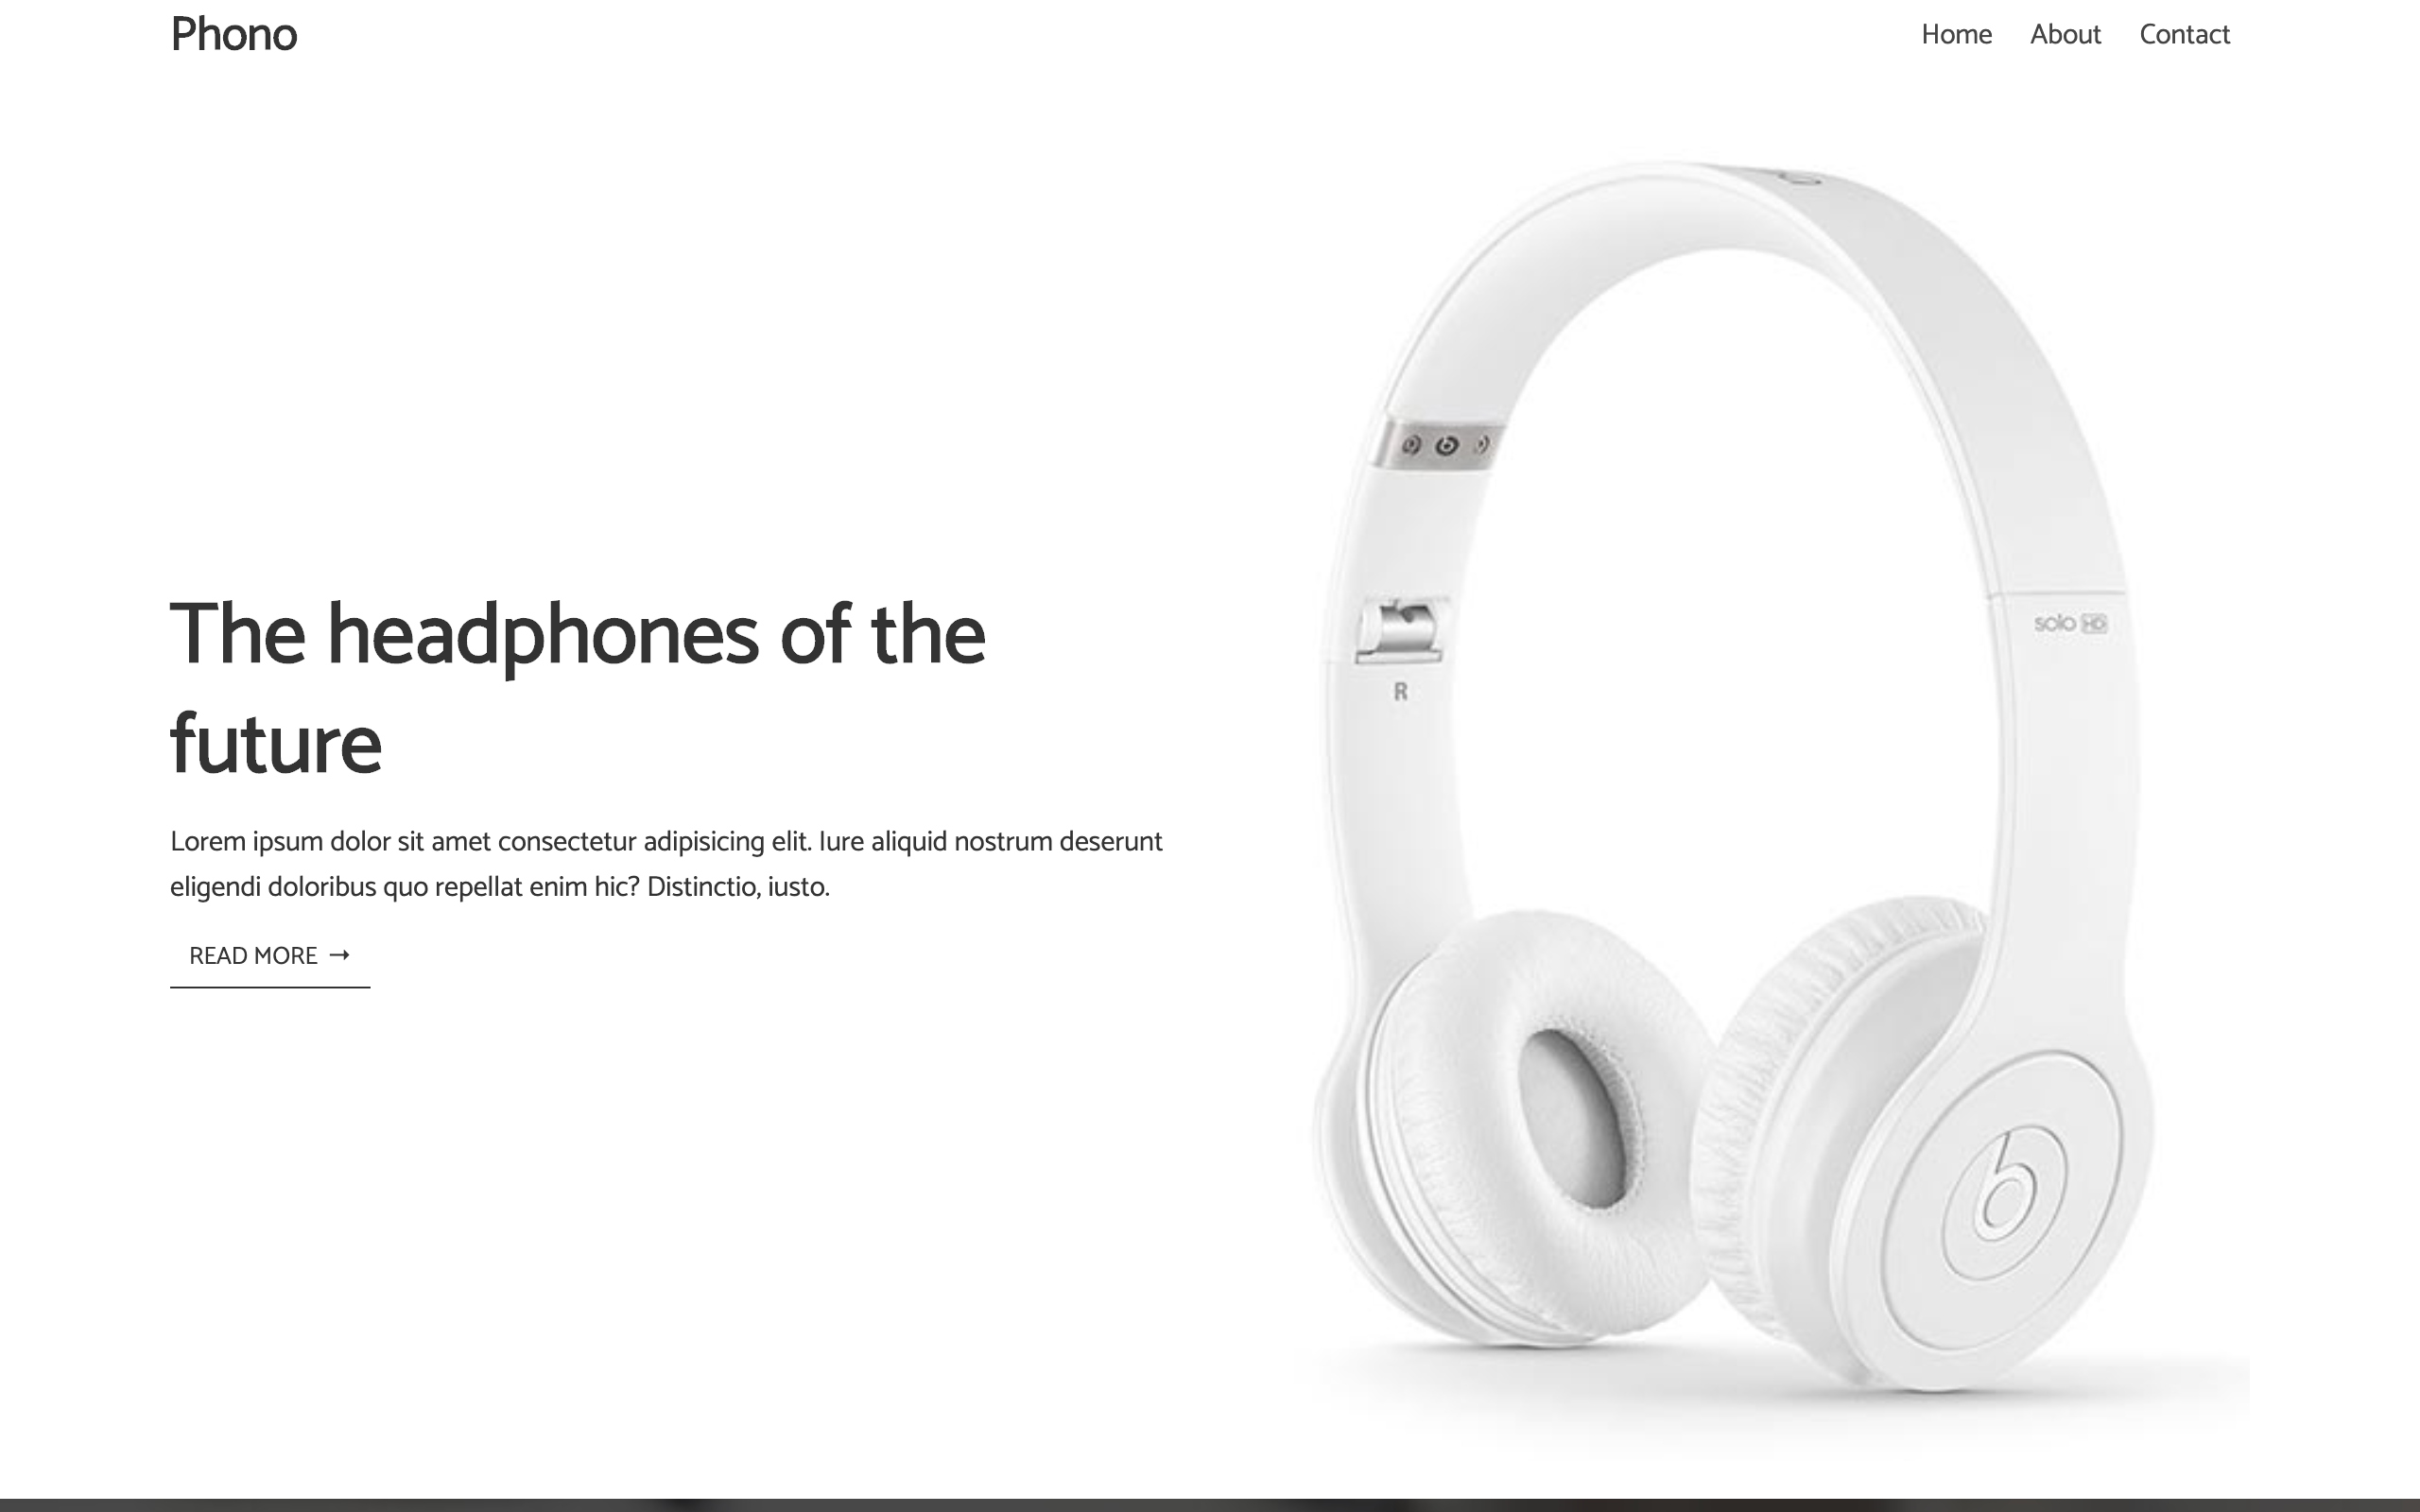 Phono
Home About Contact
The headphones of the
future
Lorem ipsum dolor sit amet consectetur adipisicing elit. Iure aliquid nostrum deserunt
eligendi doloribus quo repellat enim hic? Distinctio, iusto.
READ MORE →
solo HD
R
b